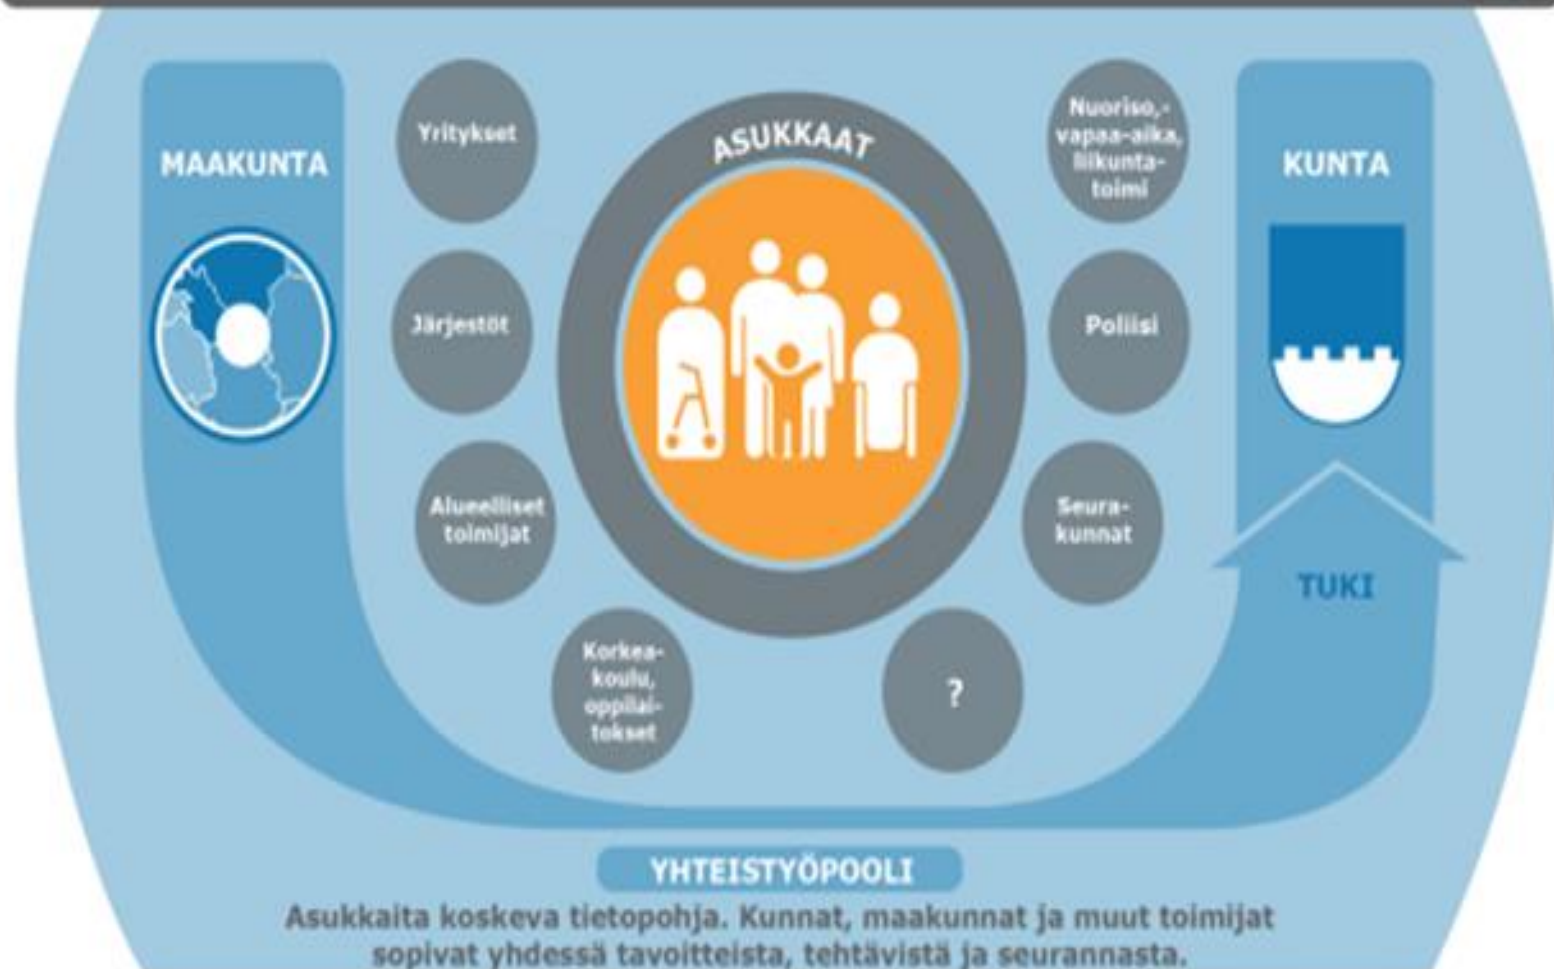 MAAKUNTA
Yritykset
Järjestöt
Alueelliset
toimijat
Korkea-
koulu,
oppilai-
tokset
ASUKKAAT
Nuoriso,-
vapaa-aika,
liikunta-
toimi
Poliisi
Seura-
kunnat
?
KUNTA
TUKI
YHTEISTYÖPOOLI
Asukkaita koskeva tietopohja. Kunnat, maakunnat ja muut toimijat
sopivat yhdessä tavoitteista, tehtävistä ja seurannasta.